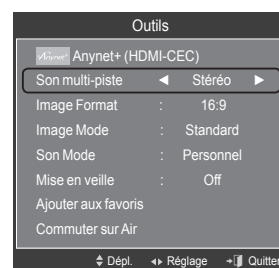 Outils
Anynet+ Anynet+ (HDMI-CEC)
Son multi-piste ◄ Stéréo ►
Image Format : 16:9
Image Mode : Standard
Son Mode : Personnel
Mise en veille : Off
Ajouter aux favoris
Commuter sur Air
Dépl. Réglage Quitter